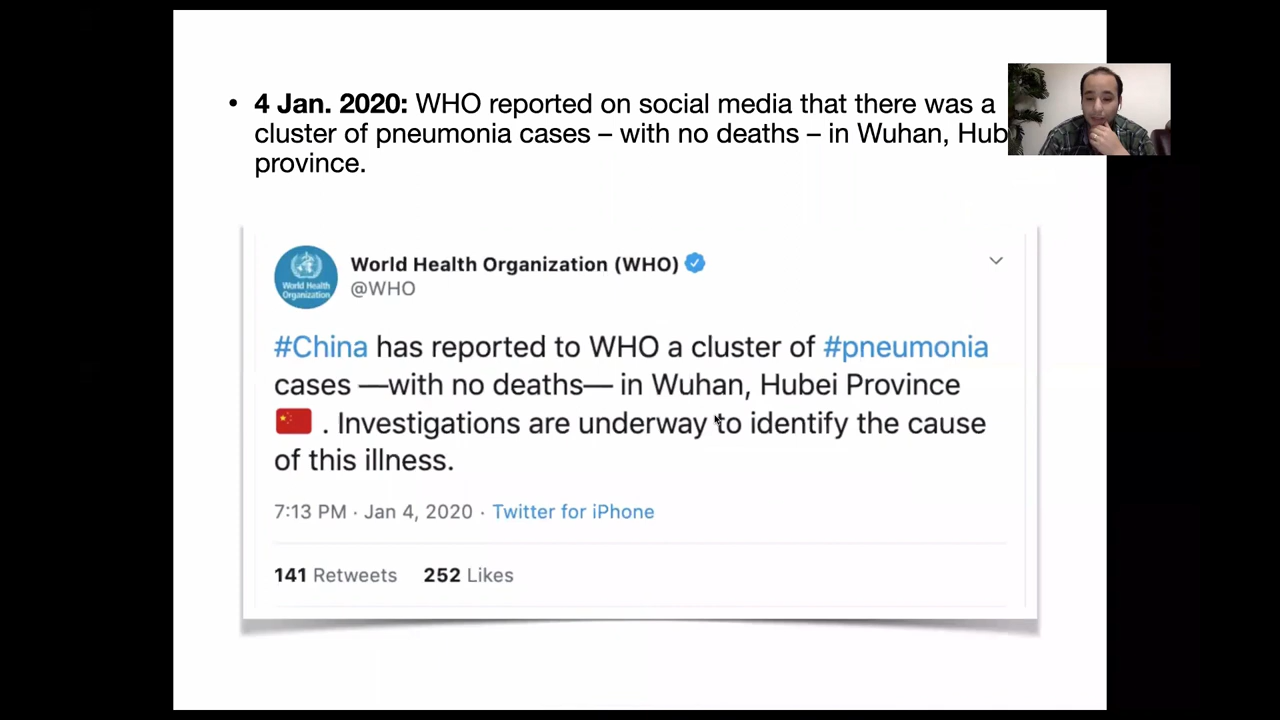 • 4 Jan. 2020: WHO reported on social media that there was a
cluster of pneumonia cases – with no deaths – in Wuhan, Hub
province.
World Health Organization
World Health Organization (WHO)
@WHO
#China has reported to WHO a cluster of #pneumonia
cases —with no deaths— in Wuhan, Hubei Province
🇨🇳 . Investigations are underway to identify the cause
of this illness.
7:13 PM · Jan 4, 2020 · Twitter for iPhone
141 Retweets 252 Likes